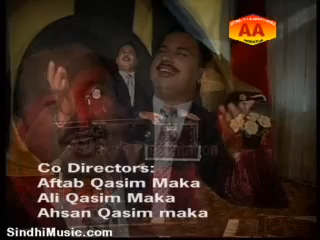 AA
Co Directors:
Aftab Qasim Maka
Ali Qasim Maka
Ahsan Qasim maka
SindhiMusic.com